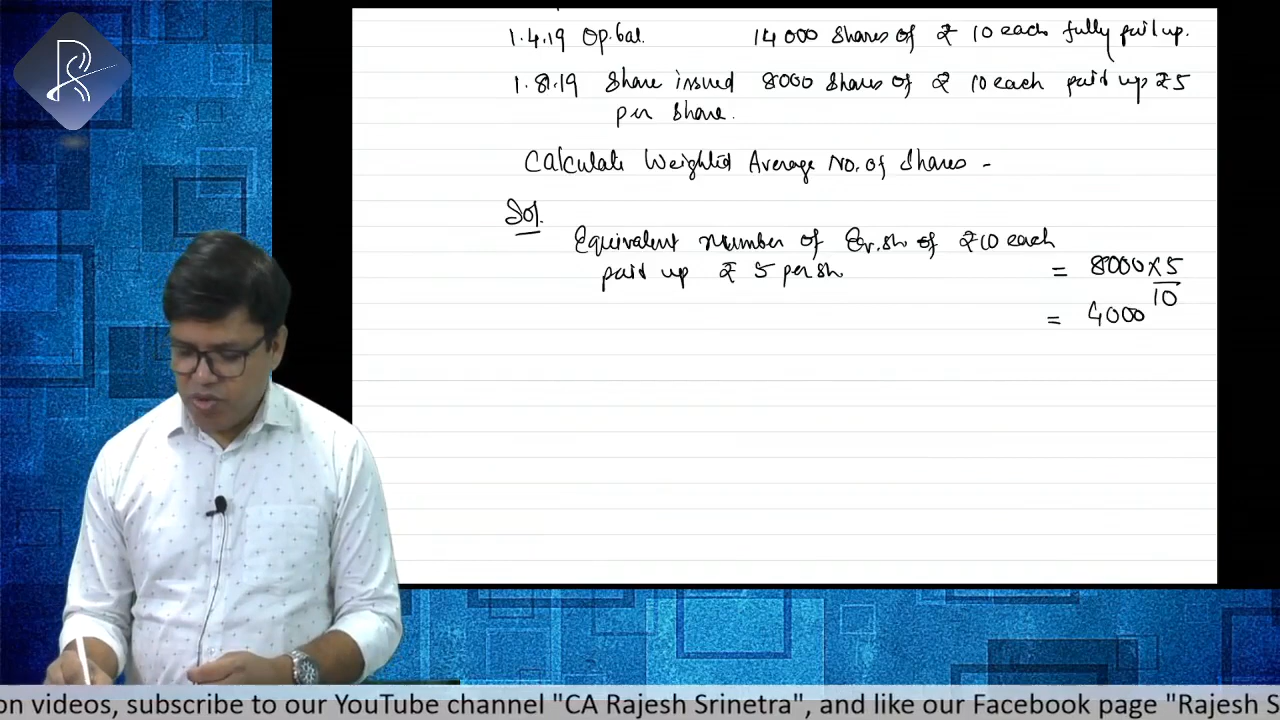 1.4.19 Op. bal. 14000 shares of ₹ 10 each fully paid up.
1.8.19 Share issued 8000 shares of ₹ 10 each paid up ₹5
per share.
Calculate Weighted Average No. of Shares -
Sol.
Equivalent number of Eq. sh of ₹10 each
paid up ₹ 5 per sh = 8000 x 5
10
= 4000
on videos, subscribe to our YouTube channel "CA Rajesh Srinetra", and like our Facebook page "Rajesh S